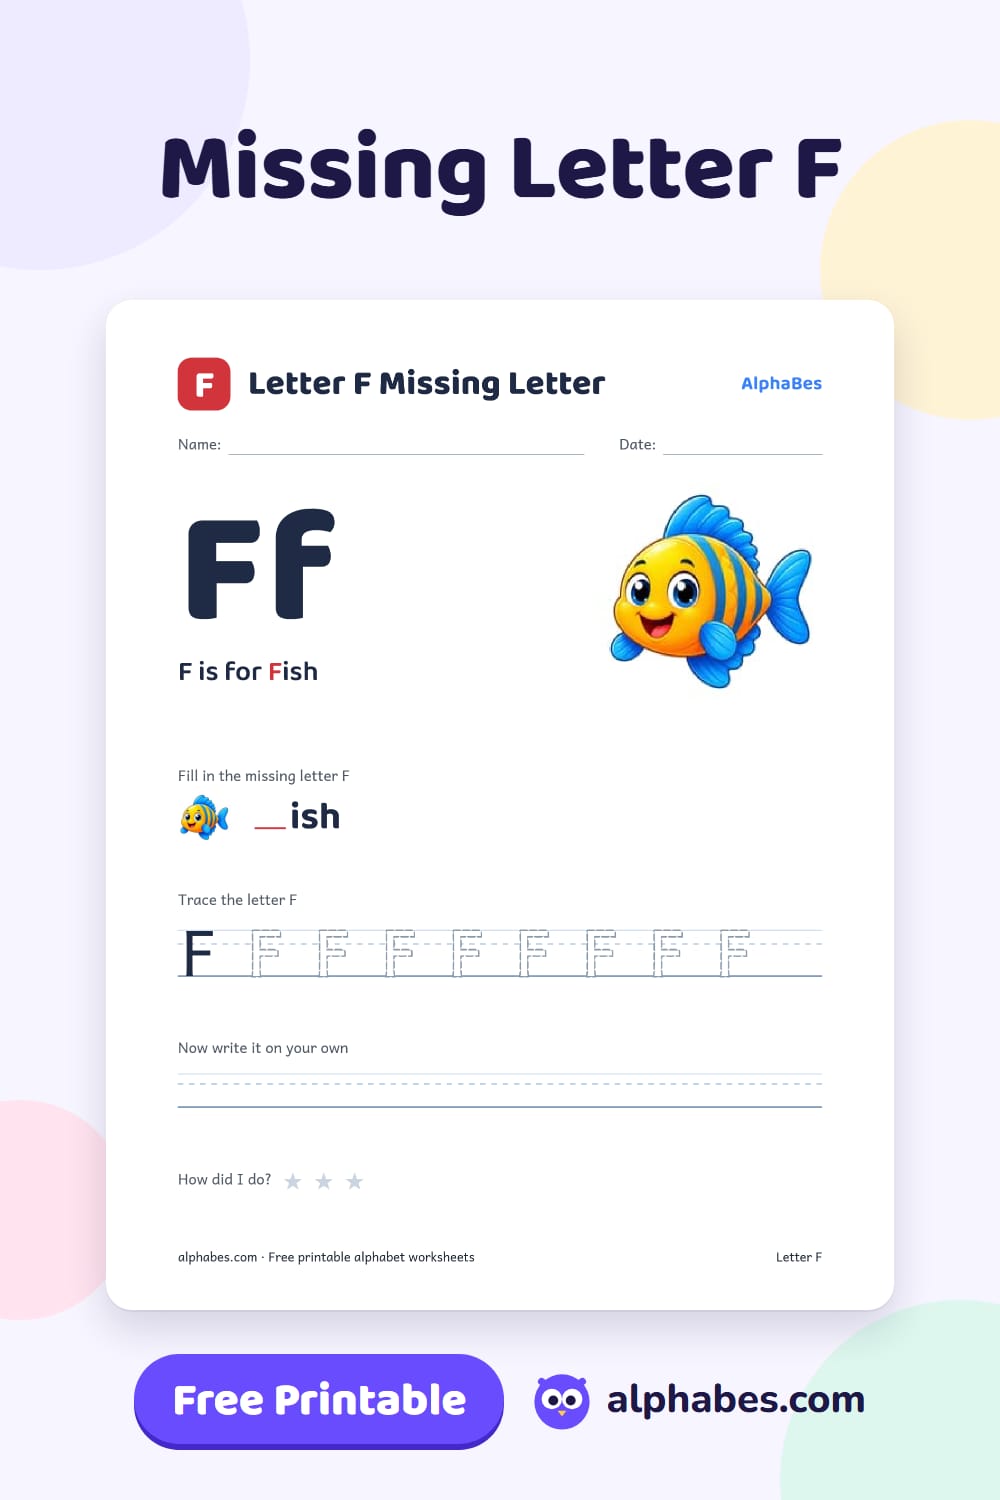 Missing Letter F
F Letter F Missing Letter AlphaBes
Name: Date:
Ff
F is for Fish
Fill in the missing letter F
__ish
Trace the letter F
F F F F F F F F F
Now write it on your own
How did I do? ★ ★ ★
alphabes.com · Free printable alphabet worksheets Letter F
Free Printable alphabes.com